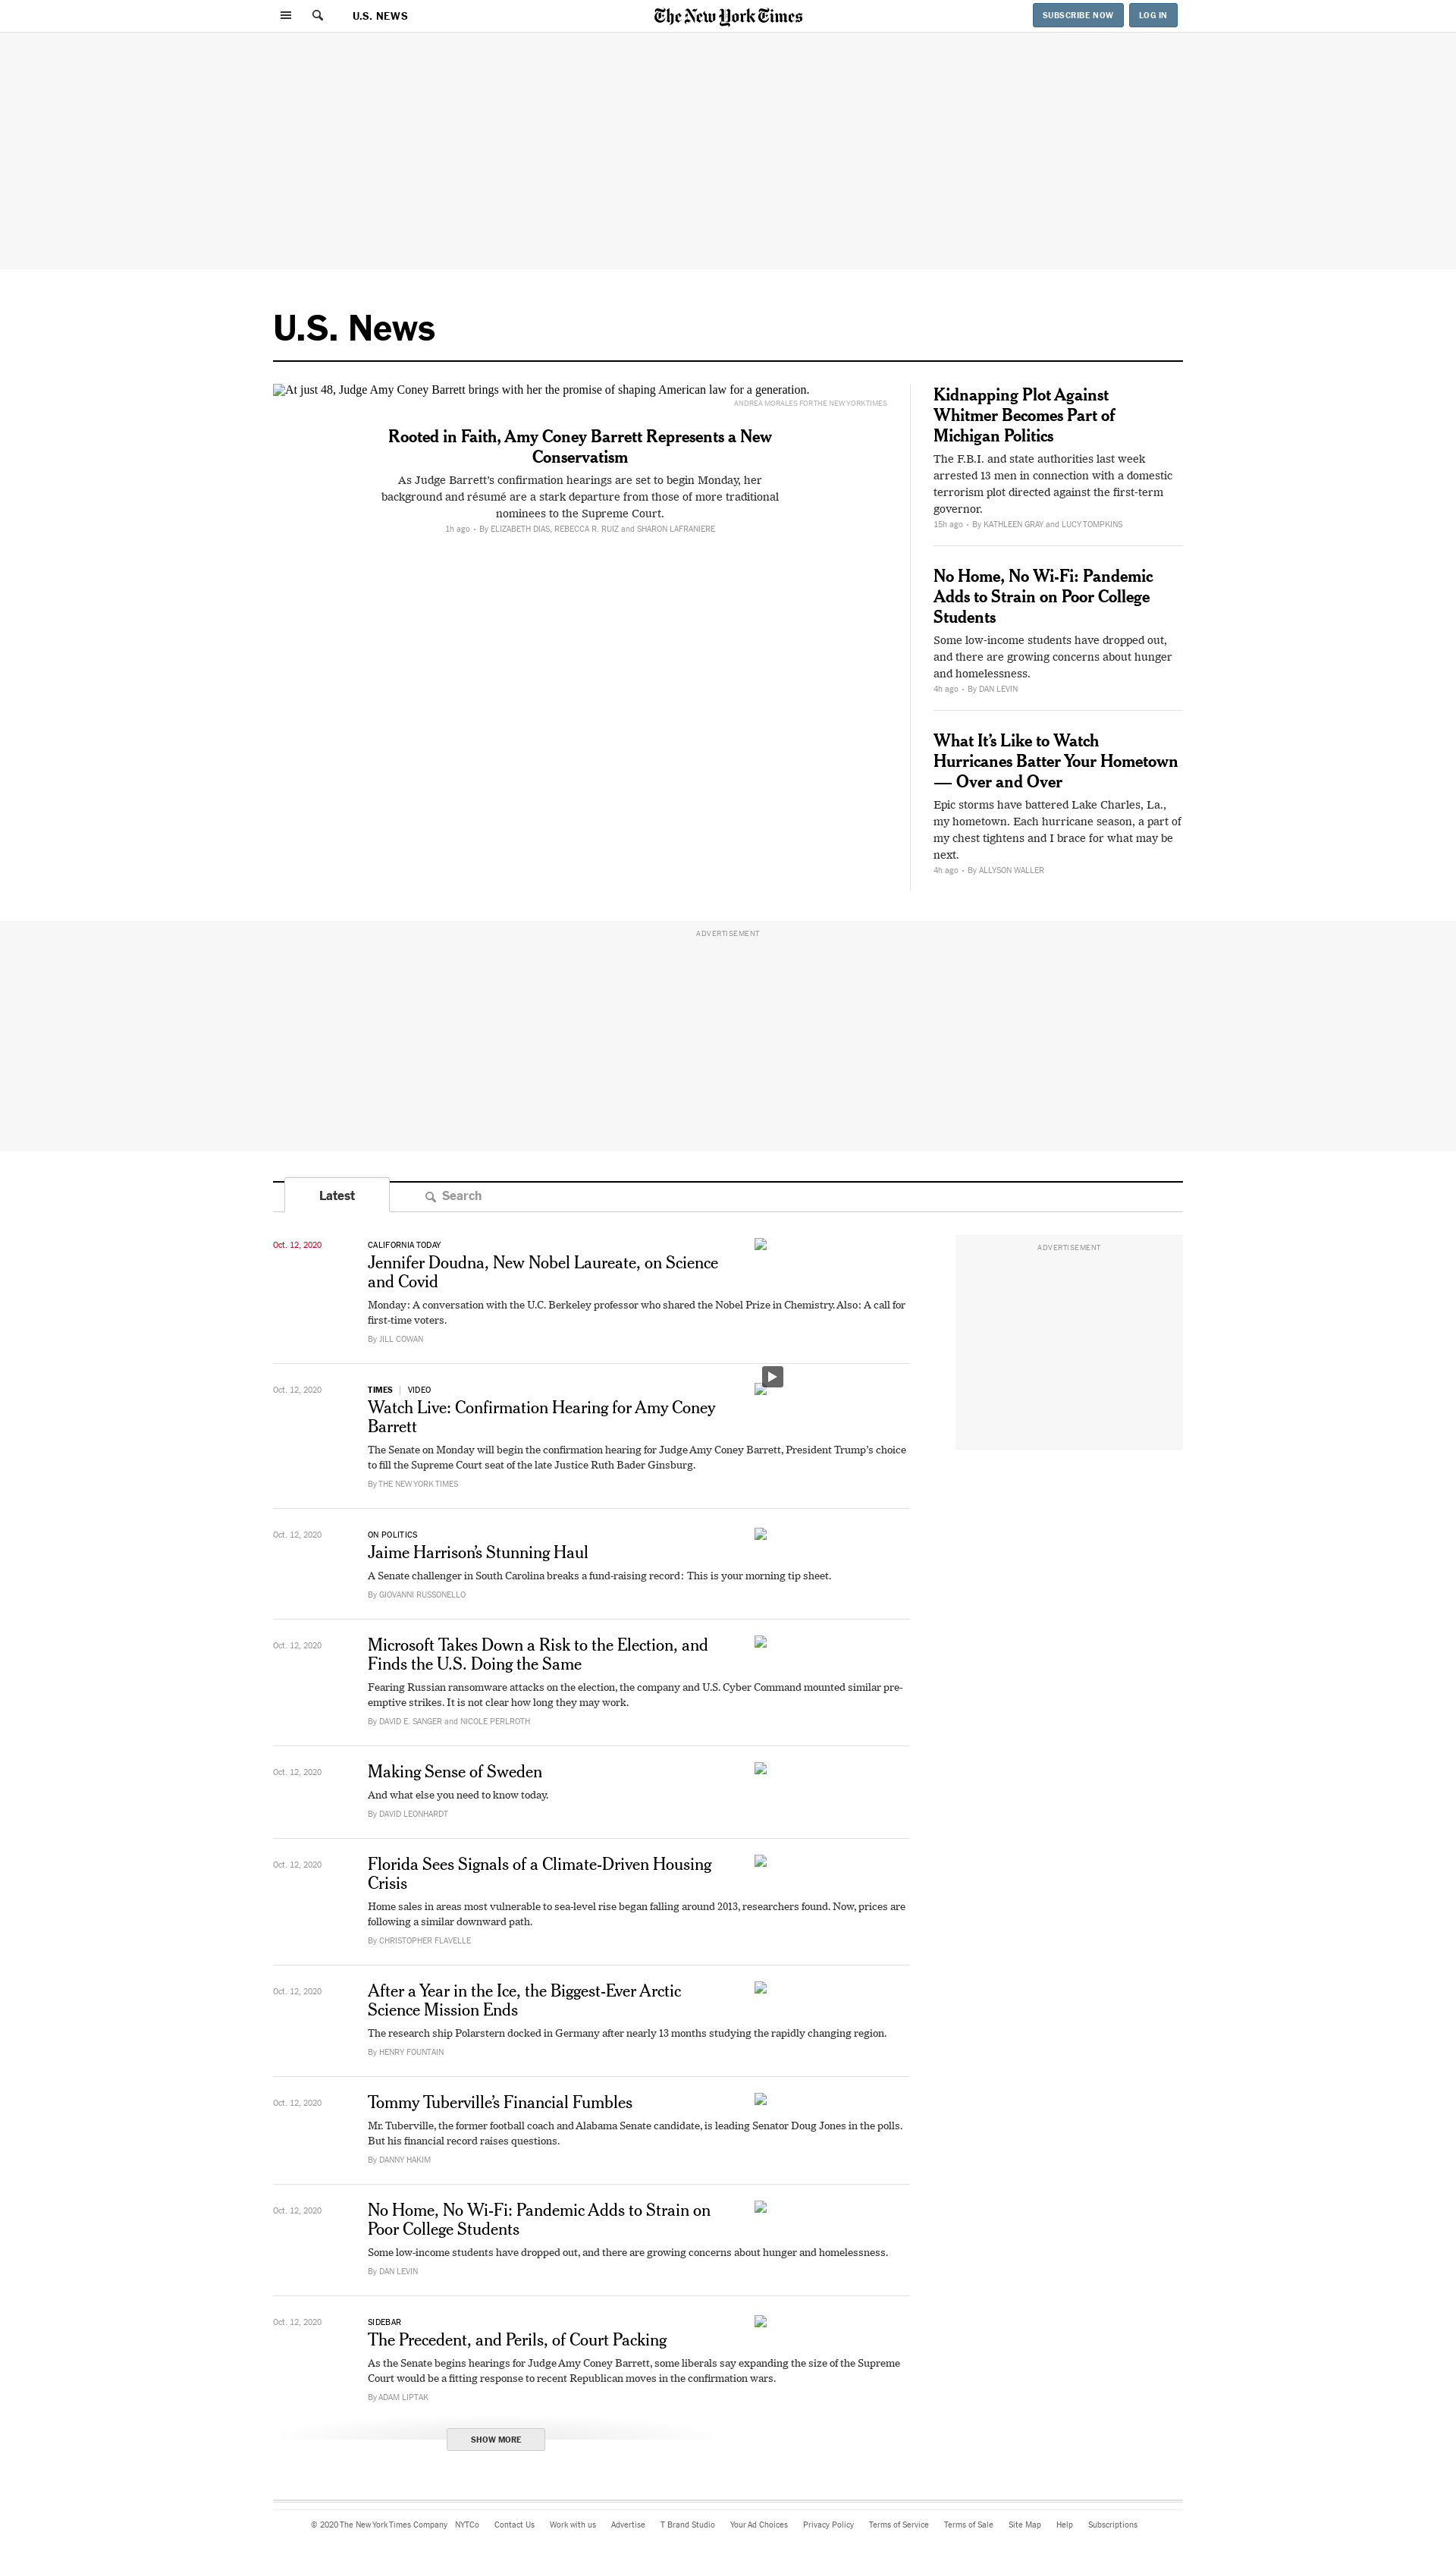 U.S. NEWS
The New York Times
SUBSCRIBE NOW
LOG IN
U.S. News
At just 48, Judge Amy Coney Barrett brings with her the promise of shaping American law for a generation.
ANDREA MORALES FOR THE NEW YORK TIMES
Rooted in Faith, Amy Coney Barrett Represents a New
Conservatism
As Judge Barrett's confirmation hearings are set to begin Monday, her
background and résumé are a stark departure from those of more traditional
nominees to the Supreme Court.
1h ago • By ELIZABETH DIAS, REBECCA R. RUIZ and SHARON LAFRANIERE
Kidnapping Plot Against
Whitmer Becomes Part of
Michigan Politics
The F.B.I. and state authorities last week
arrested 13 men in connection with a domestic
terrorism plot directed against the first-term
governor.
15h ago • By KATHLEEN GRAY and LUCY TOMPKINS
No Home, No Wi-Fi: Pandemic
Adds to Strain on Poor College
Students
Some low-income students have dropped out,
and there are growing concerns about hunger
and homelessness.
4h ago • By DAN LEVIN
What It's Like to Watch
Hurricanes Batter Your Hometown
— Over and Over
Epic storms have battered Lake Charles, La.,
my hometown. Each hurricane season, a part of
my chest tightens and I brace for what may be
next.
4h ago • By ALLYSON WALLER
ADVERTISEMENT
Latest
Search
Oct. 12, 2020
CALIFORNIA TODAY
Jennifer Doudna, New Nobel Laureate, on Science
and Covid
Monday: A conversation with the U.C. Berkeley professor who shared the Nobel Prize in Chemistry. Also: A call for
first-time voters.
By JILL COWAN
ADVERTISEMENT
Oct. 12, 2020
TIMES | VIDEO
Watch Live: Confirmation Hearing for Amy Coney
Barrett
The Senate on Monday will begin the confirmation hearing for Judge Amy Coney Barrett, President Trump's choice
to fill the Supreme Court seat of the late Justice Ruth Bader Ginsburg.
By THE NEW YORK TIMES
Oct. 12, 2020
ON POLITICS
Jaime Harrison's Stunning Haul
A Senate challenger in South Carolina breaks a fund-raising record: This is your morning tip sheet.
By GIOVANNI RUSSONELLO
Oct. 12, 2020
Microsoft Takes Down a Risk to the Election, and
Finds the U.S. Doing the Same
Fearing Russian ransomware attacks on the election, the company and U.S. Cyber Command mounted similar pre-
emptive strikes. It is not clear how long they may work.
By DAVID E. SANGER and NICOLE PERLROTH
Oct. 12, 2020
Making Sense of Sweden
And what else you need to know today.
By DAVID LEONHARDT
Oct. 12, 2020
Florida Sees Signals of a Climate-Driven Housing
Crisis
Home sales in areas most vulnerable to sea-level rise began falling around 2013, researchers found. Now, prices are
following a similar downward path.
By CHRISTOPHER FLAVELLE
Oct. 12, 2020
After a Year in the Ice, the Biggest-Ever Arctic
Science Mission Ends
The research ship Polarstern docked in Germany after nearly 13 months studying the rapidly changing region.
By HENRY FOUNTAIN
Oct. 12, 2020
Tommy Tuberville's Financial Fumbles
Mr. Tuberville, the former football coach and Alabama Senate candidate, is leading Senator Doug Jones in the polls.
But his financial record raises questions.
By DANNY HAKIM
Oct. 12, 2020
No Home, No Wi-Fi: Pandemic Adds to Strain on
Poor College Students
Some low-income students have dropped out, and there are growing concerns about hunger and homelessness.
By DAN LEVIN
Oct. 12, 2020
SIDEBAR
The Precedent, and Perils, of Court Packing
As the Senate begins hearings for Judge Amy Coney Barrett, some liberals say expanding the size of the Supreme
Court would be a fitting response to recent Republican moves in the confirmation wars.
By ADAM LIPTAK
SHOW MORE
© 2020 The New York Times Company NYTCo Contact Us Work with us Advertise T Brand Studio Your Ad Choices Privacy Policy Terms of Service Terms of Sale Site Map Help Subscriptions